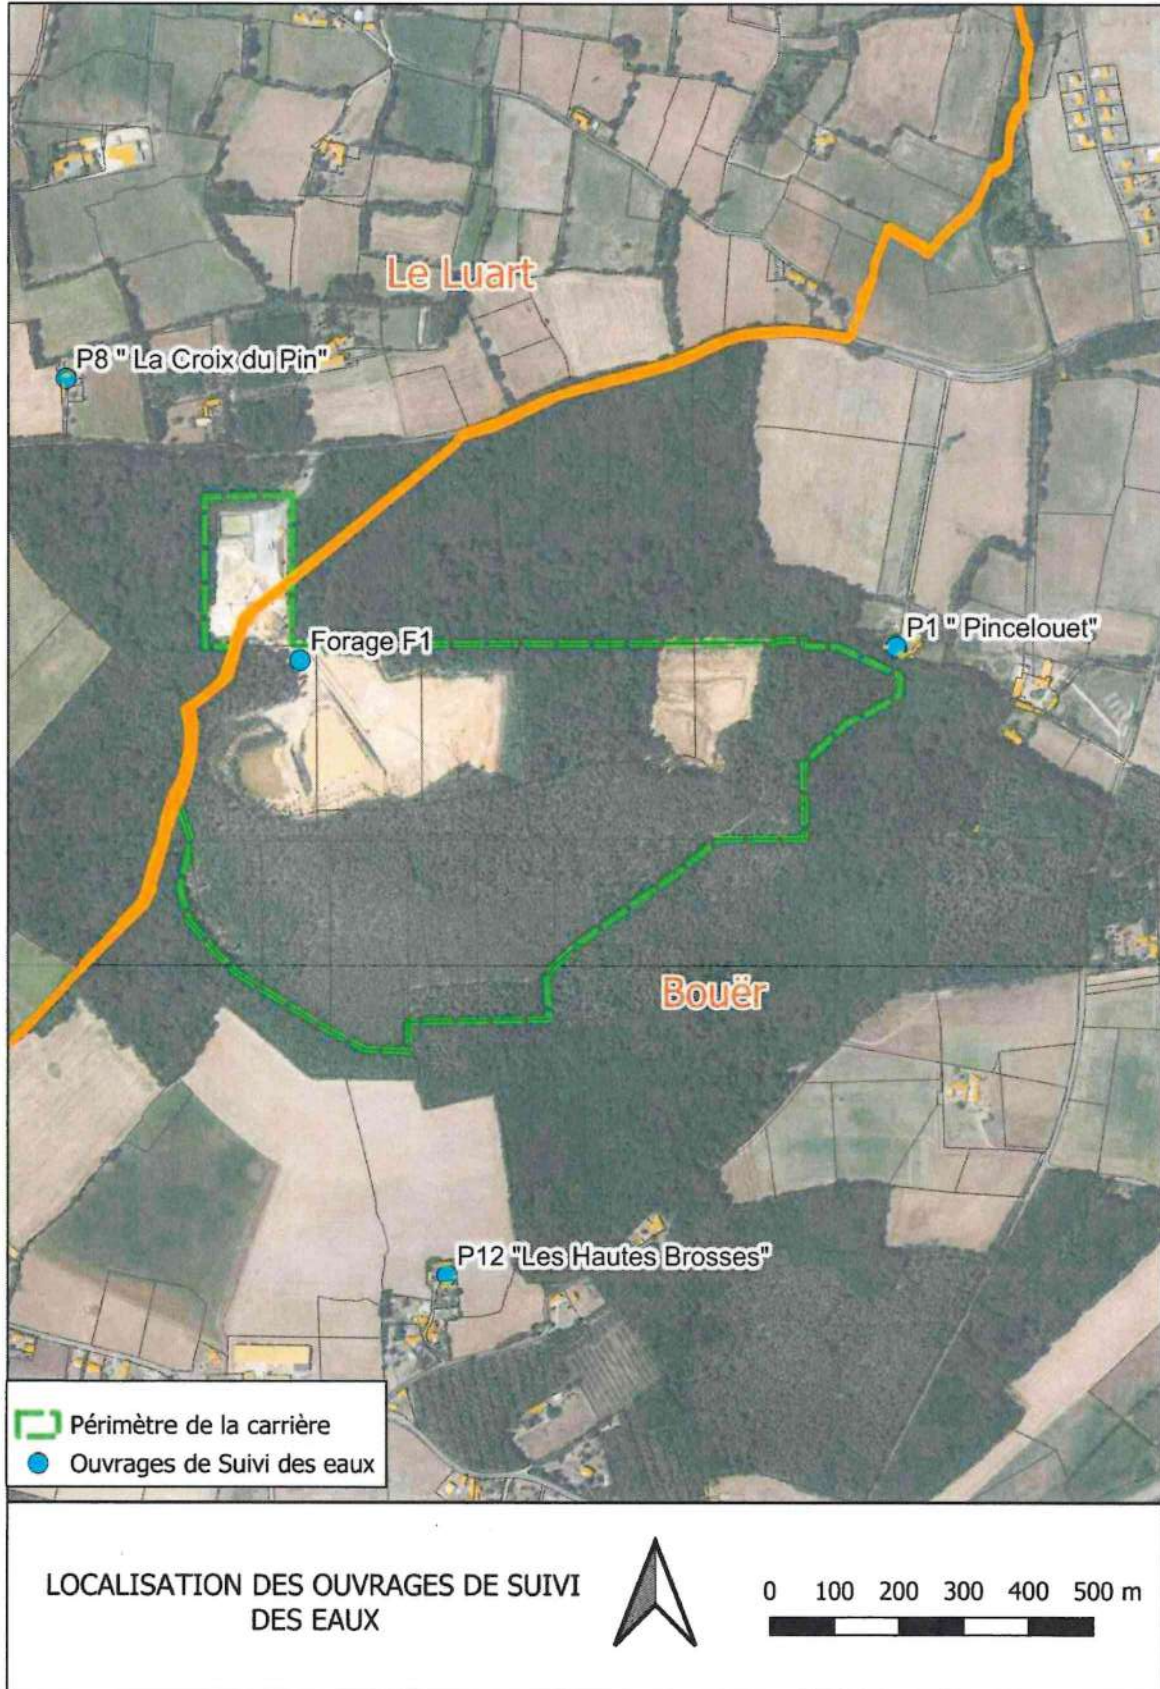 Le Luart
P8 " La Croix du Pin"
Forage F1
P1 " Pincelouet"
Bouër
P12 "Les Hautes Brosses"
Périmètre de la carrière
Ouvrages de Suivi des eaux
LOCALISATION DES OUVRAGES DE SUIVI
DES EAUX
0 100 200 300 400 500 m